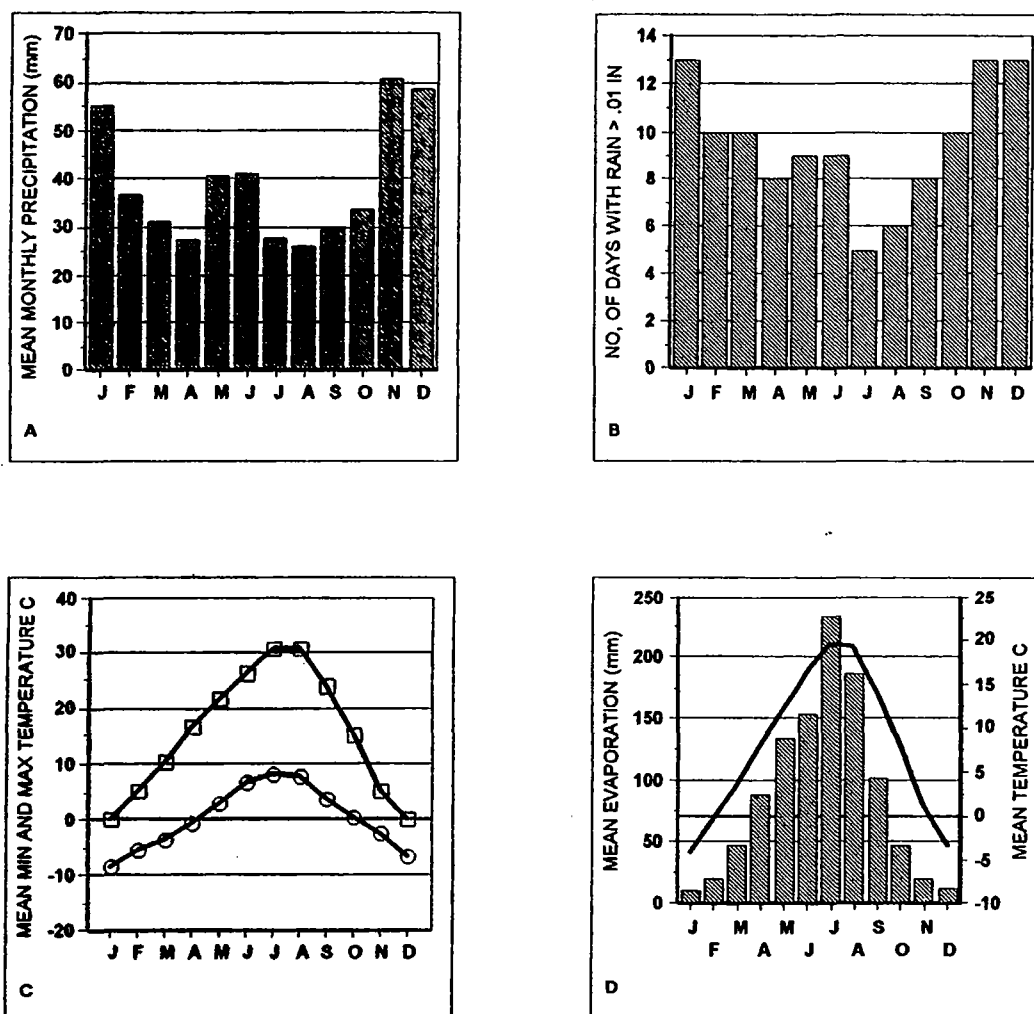 MEAN MONTHLY PRECIPITATION (mm)
70
60
50
40
30
20
10
0
J F M A M J J A S O N D
A
NO, OF DAYS WITH RAIN > .01 IN
14
12
10
8
6
4
2
0
J F M A M J J A S O N D
B
MEAN MIN AND MAX TEMPERATURE C
40
30
20
10
0
-10
-20
J F M A M J J A S O N D
C
MEAN EVAPORATION (mm)
250
200
150
100
50
0
MEAN TEMPERATURE C
25
20
15
10
5
0
-5
-10
J M M J S N
F A J A O D
D